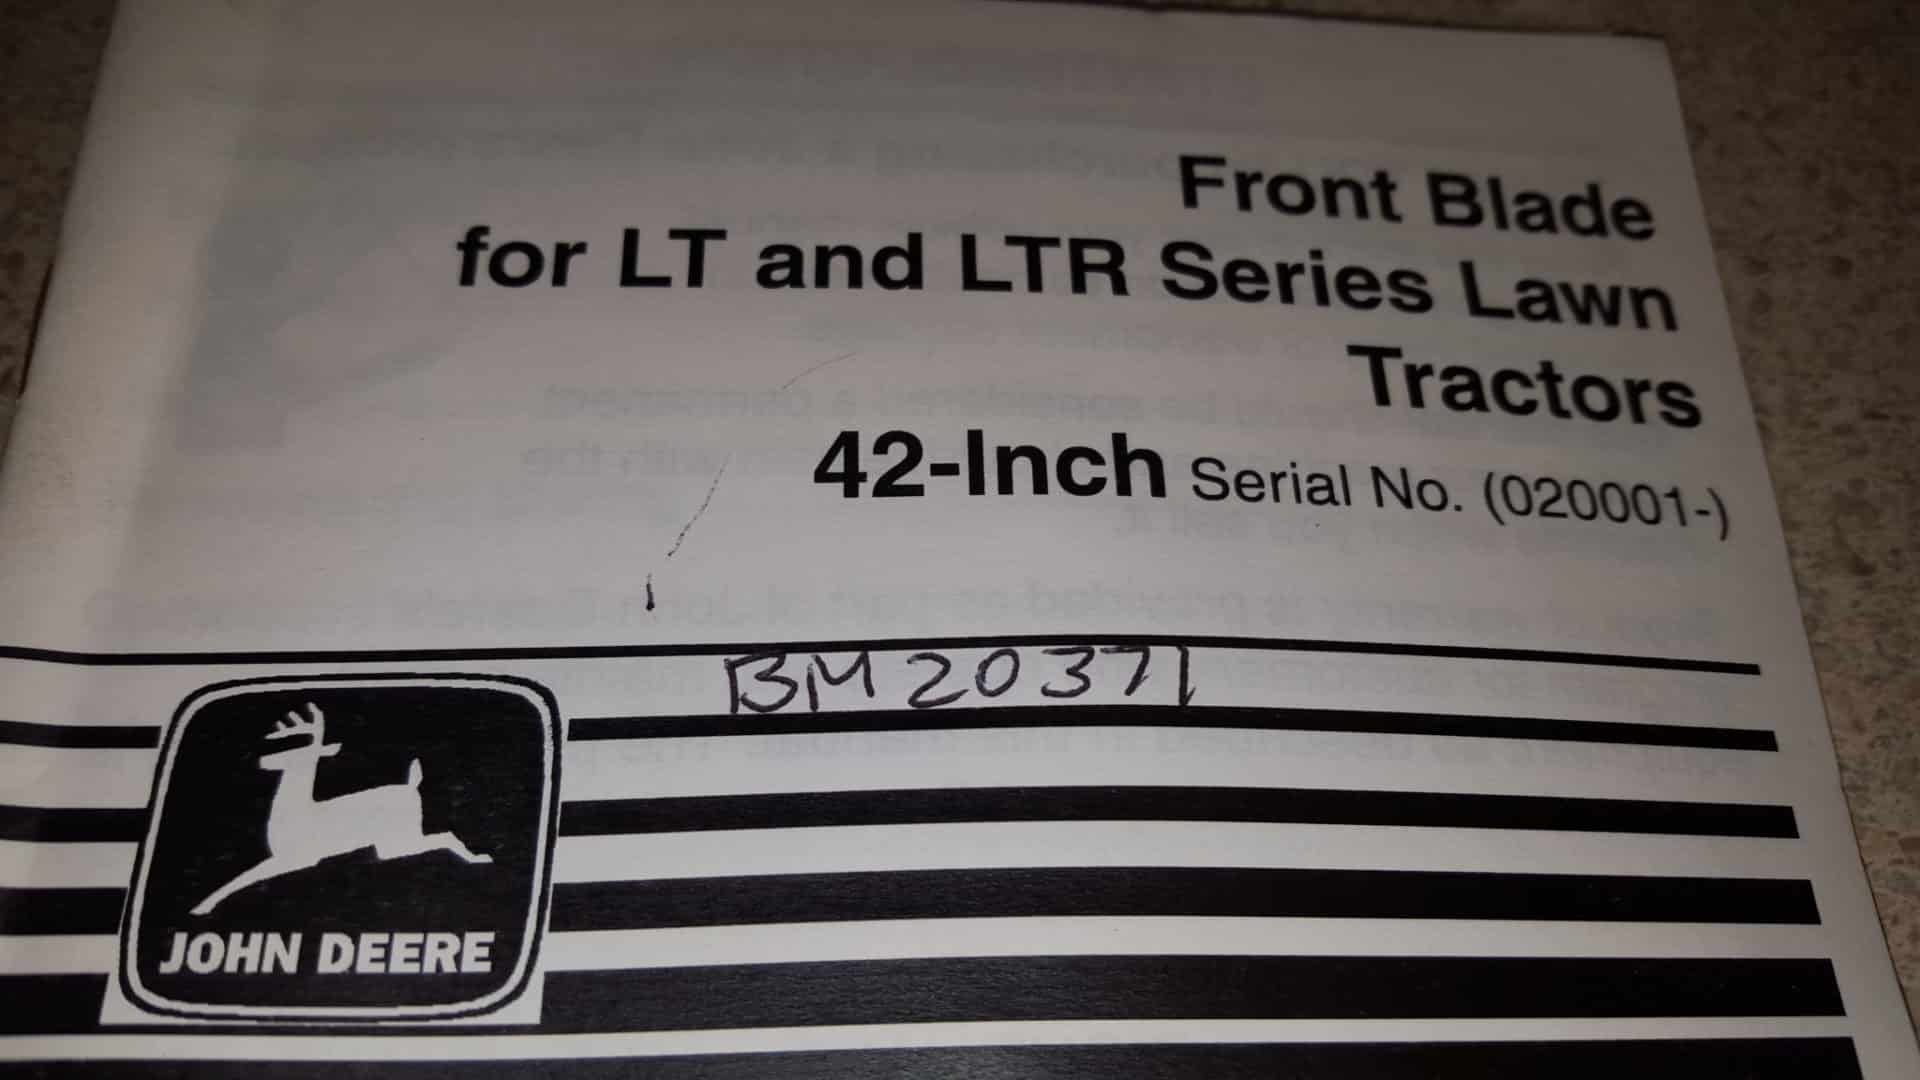 Front Blade
for LT and LTR Series Lawn
Tractors
42-Inch Serial No. (020001-)
BM20371
JOHN DEERE